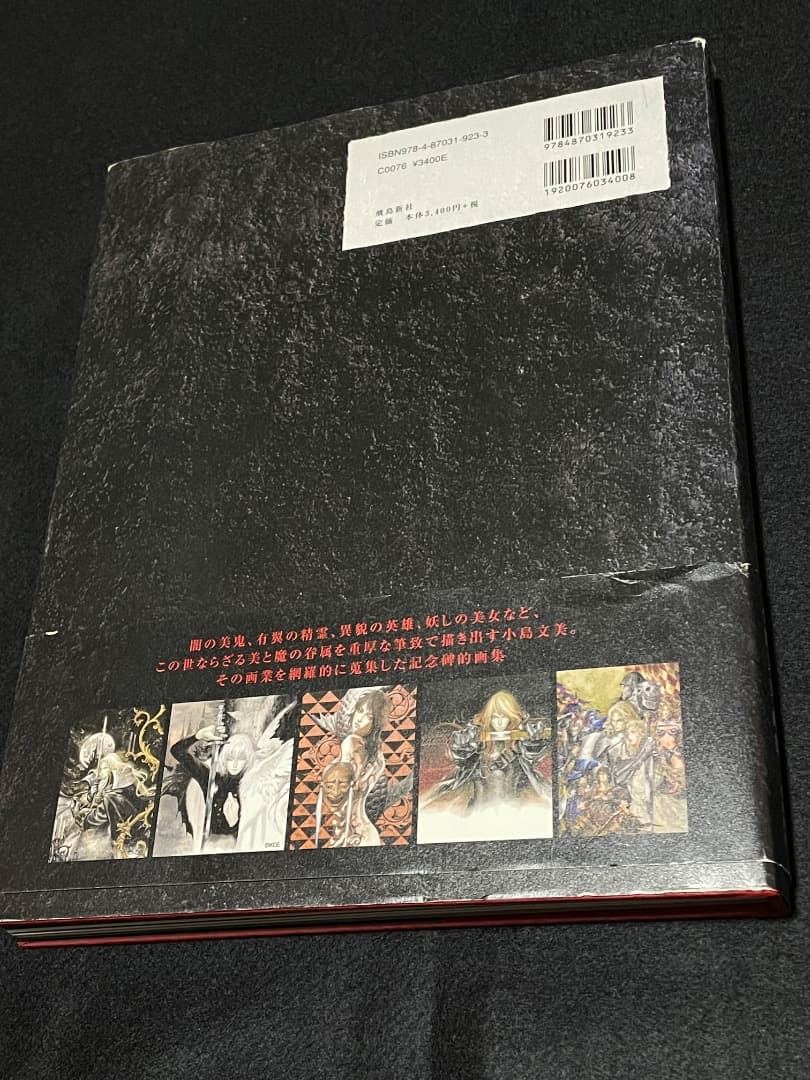 ISBN978-4-87031-923-3
C0076 ¥3400E
飛鳥新社
定価 本体3,400円+税
9784870319233
1920076034008
闇の美鬼、有翼の精霊、異貌の英雄、妖しの美女など、
この世ならざる美と魔の眷属を重厚な筆致で描き出す小島文美。
その画業を網羅的に蒐集した記念碑的画集
©KDE